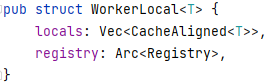 pub struct WorkerLocal<T> {
    locals: Vec<CacheAligned<T>>,
    registry: Arc<Registry>,
}